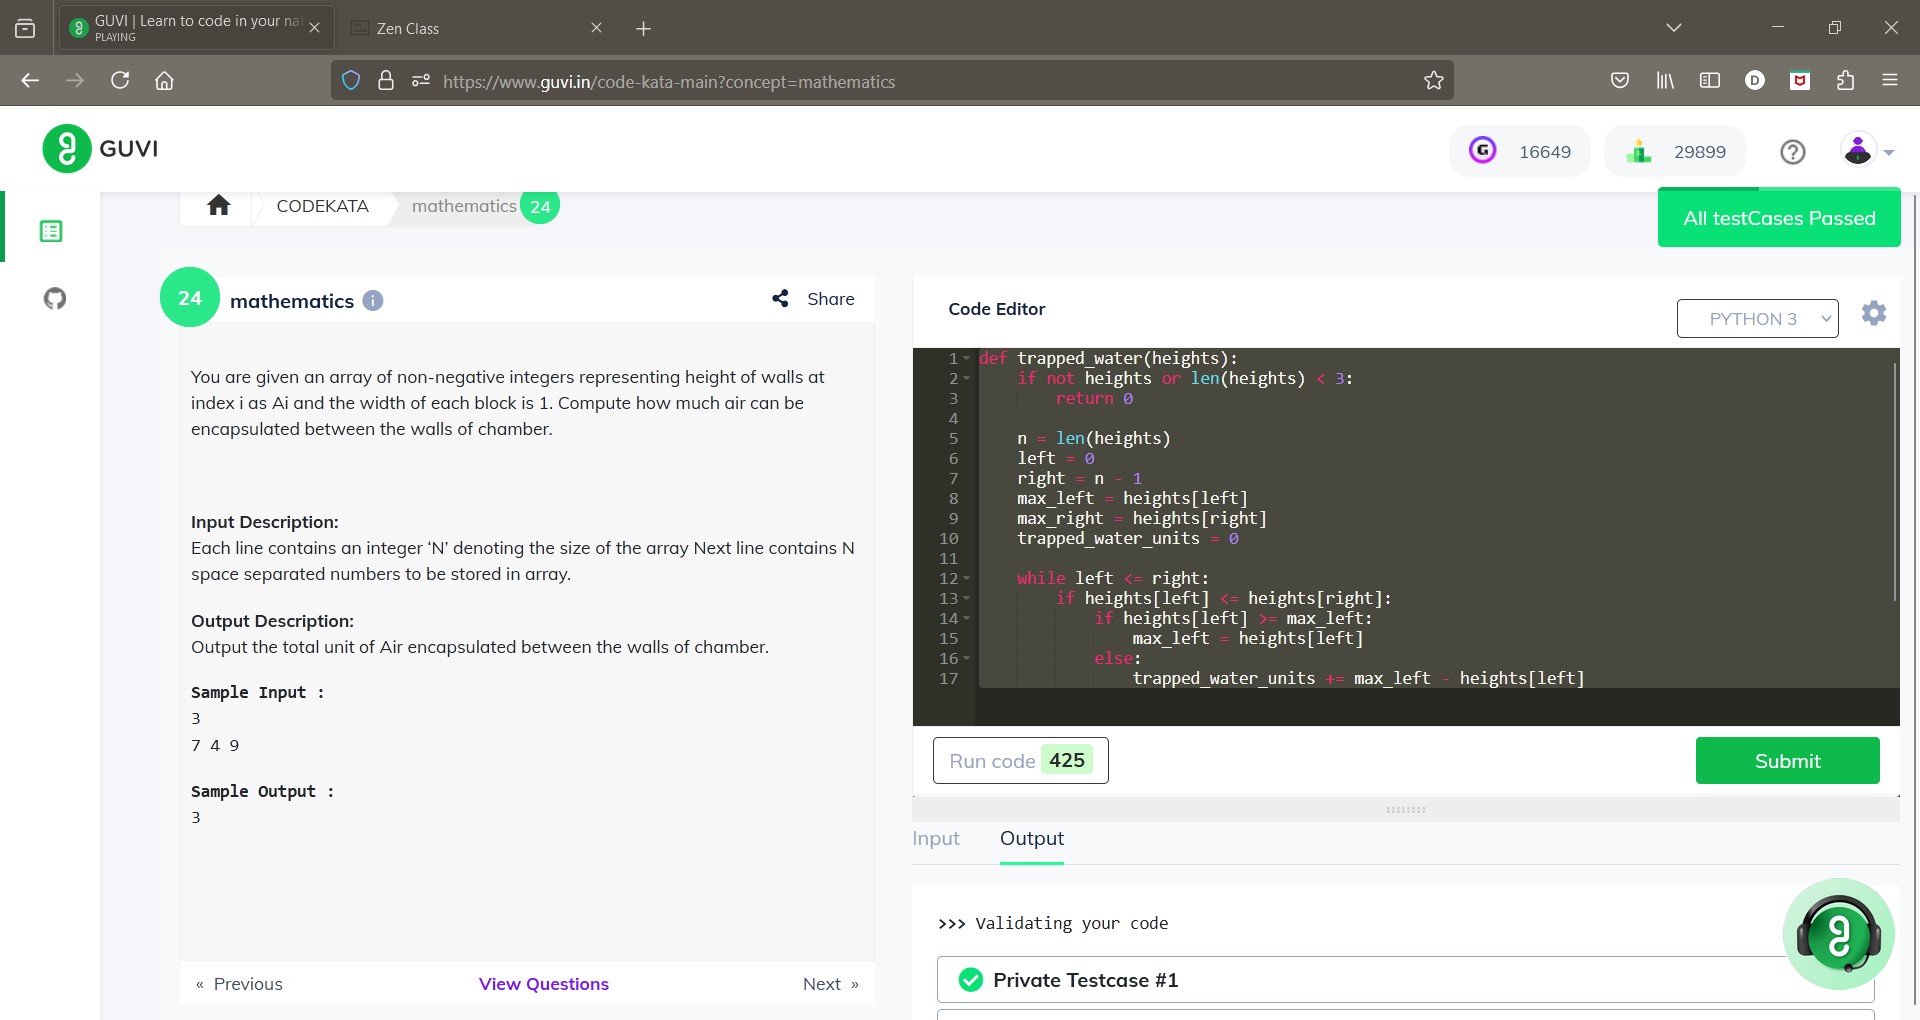 GUVI | Learn to code in your nat
PLAYING
Zen Class
https://www.guvi.in/code-kata-main?concept=mathematics
D
GUVI
G
16649
29899
CODEKATA
mathematics
24
All testCases Passed
24
mathematics
Share
You are given an array of non-negative integers representing height of walls at
index i as Ai and the width of each block is 1. Compute how much air can be
encapsulated between the walls of chamber.
Input Description:
Each line contains an integer ‘N’ denoting the size of the array Next line contains N
space separated numbers to be stored in array.
Output Description:
Output the total unit of Air encapsulated between the walls of chamber.
Sample Input :
3
7 4 9
Sample Output :
3
« Previous
View Questions
Next »
Code Editor
PYTHON 3
1 def trapped_water(heights):
2     if not heights or len(heights) < 3:
3         return 0
4
5     n = len(heights)
6     left = 0
7     right = n - 1
8     max_left = heights[left]
9     max_right = heights[right]
10     trapped_water_units = 0
11
12     while left <= right:
13         if heights[left] <= heights[right]:
14             if heights[left] >= max_left:
15                 max_left = heights[left]
16             else:
17                 trapped_water_units += max_left - heights[left]
Run code 425
Submit
Input
Output
>>> Validating your code
Private Testcase #1